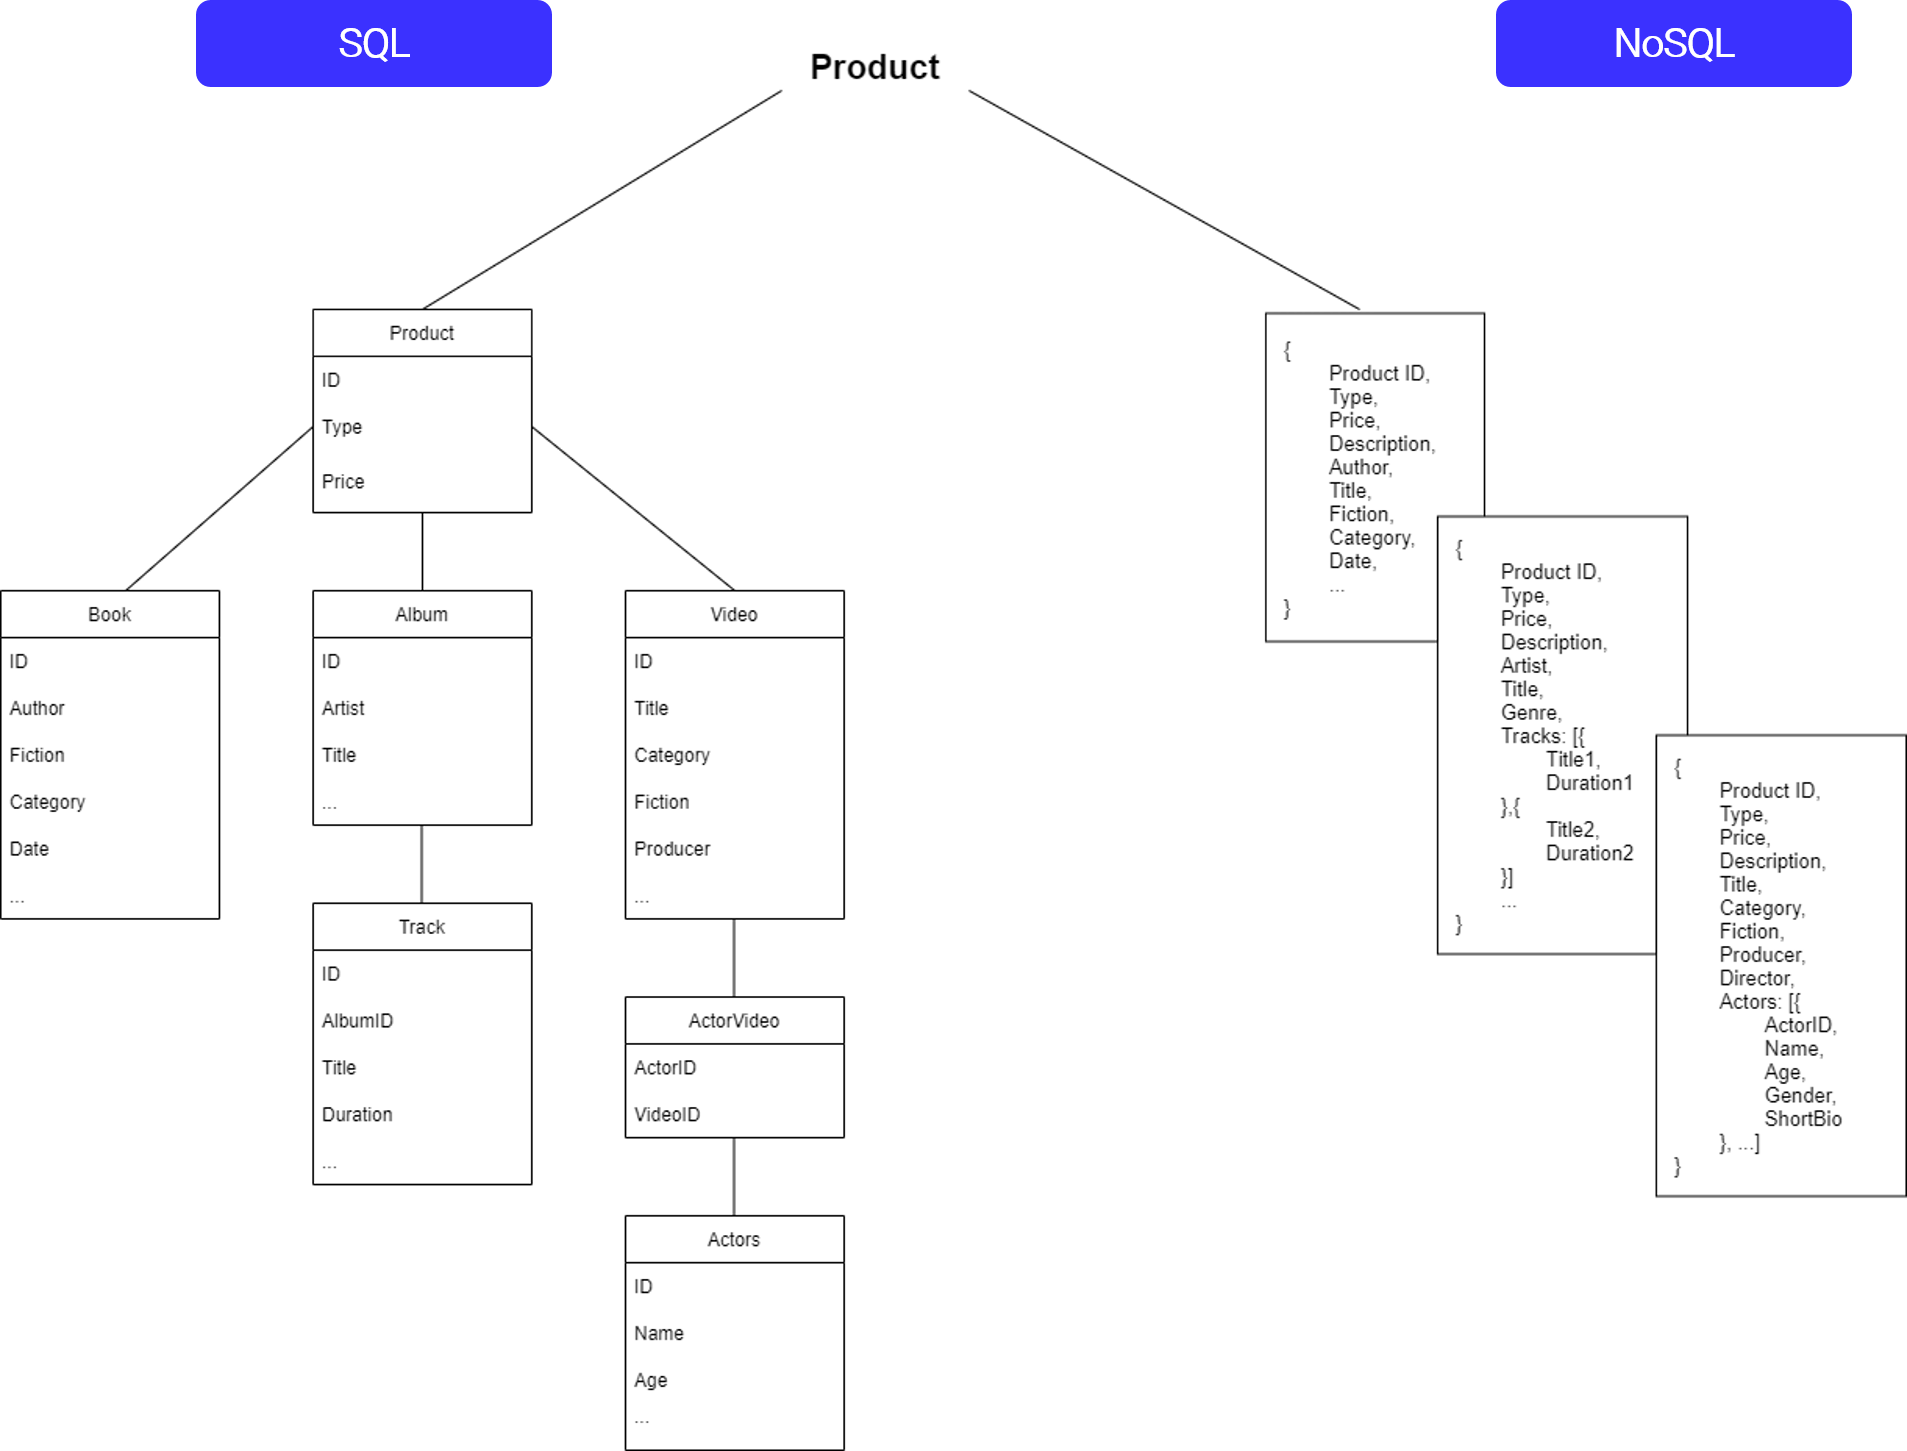 SQL
Product
NoSQL
Product
ID
Type
Price
Book
ID
Author
Fiction
Category
Date
...
Album
ID
Artist
Title
...
Track
ID
AlbumID
Title
Duration
...
Video
ID
Title
Category
Fiction
Producer
...
ActorVideo
ActorID
VideoID
Actors
ID
Name
Age
...
{
Product ID,
Type,
Price,
Description,
Author,
Title,
Fiction,
Category,
Date,
...
}
{
Product ID,
Type,
Price,
Description,
Artist,
Title,
Genre,
Tracks: [{
Title1,
Duration1
},{
Title2,
Duration2
}]
...
}
{
Product ID,
Type,
Price,
Description,
Title,
Category,
Fiction,
Producer,
Director,
Actors: [{
ActorID,
Name,
Age,
Gender,
ShortBio
}, ...]
}